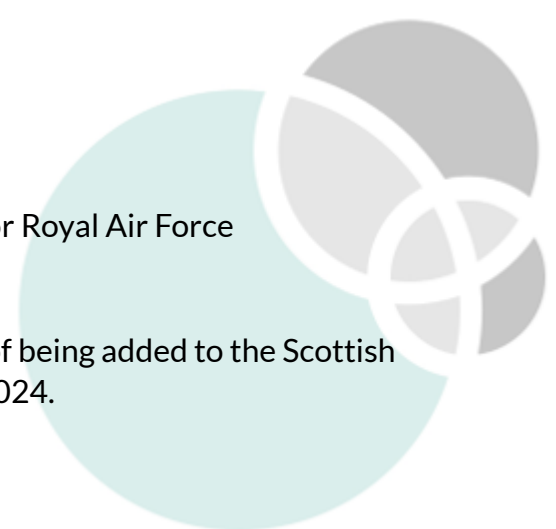 r Royal Air Force
f being added to the Scottish
024.